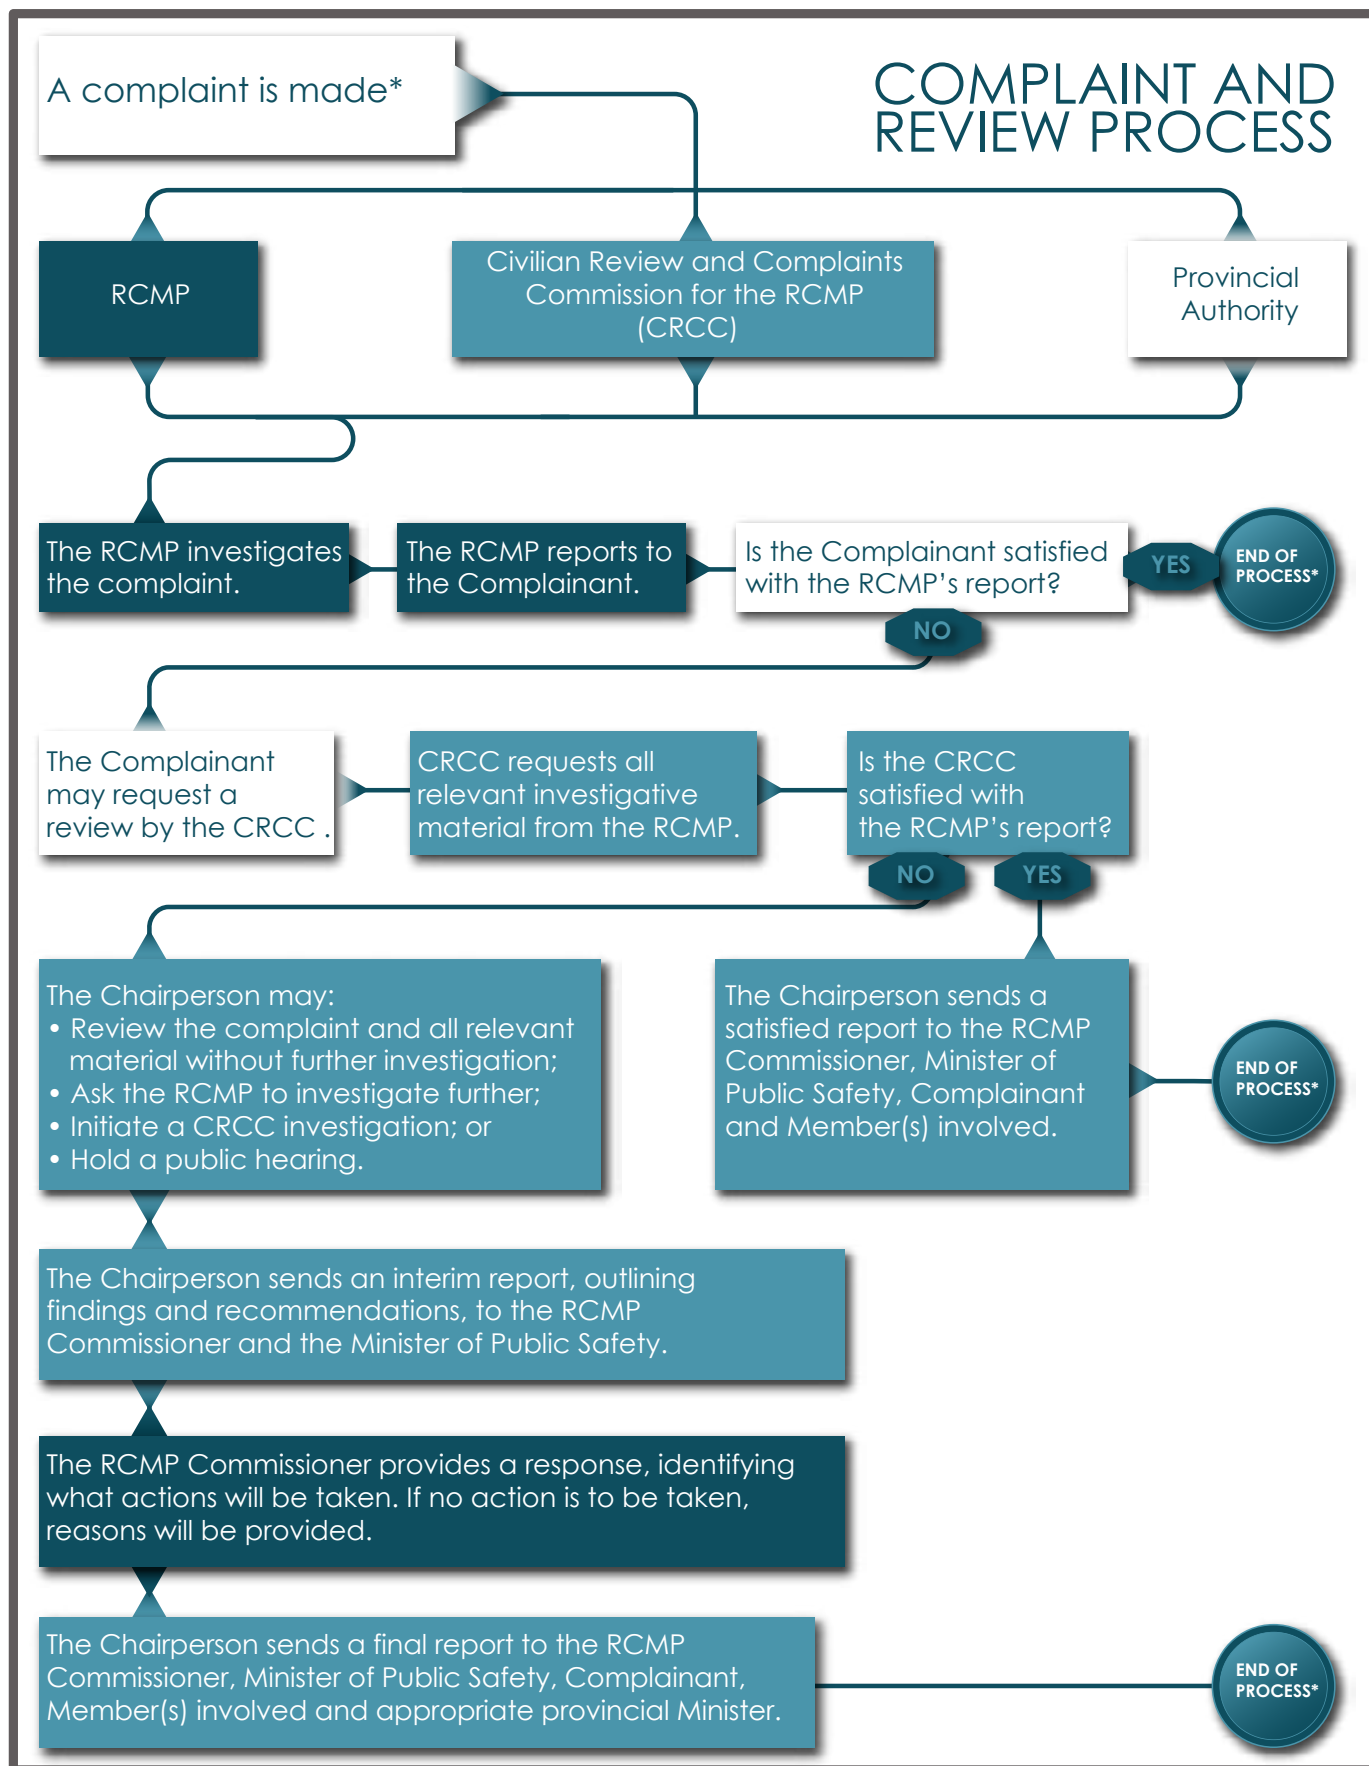 A complaint is made*
COMPLAINT AND
REVIEW PROCESS
RCMP
Civilian Review and Complaints
Commission for the RCMP
(CRCC)
Provincial
Authority
The RCMP investigates
the complaint.
The RCMP reports to
the Complainant.
Is the Complainant satisfied
with the RCMP’s report?
YES
END OF
PROCESS*
NO
The Complainant
may request a
review by the CRCC .
CRCC requests all
relevant investigative
material from the RCMP.
Is the CRCC
satisfied with
the RCMP’s report?
NO
YES
The Chairperson may:
• Review the complaint and all relevant
material without further investigation;
• Ask the RCMP to investigate further;
• Initiate a CRCC investigation; or
• Hold a public hearing.
The Chairperson sends a
satisfied report to the RCMP
Commissioner, Minister of
Public Safety, Complainant
and Member(s) involved.
END OF
PROCESS*
The Chairperson sends an interim report, outlining
findings and recommendations, to the RCMP
Commissioner and the Minister of Public Safety.
The RCMP Commissioner provides a response, identifying
what actions will be taken. If no action is to be taken,
reasons will be provided.
The Chairperson sends a final report to the RCMP
Commissioner, Minister of Public Safety, Complainant,
Member(s) involved and appropriate provincial Minister.
END OF
PROCESS*